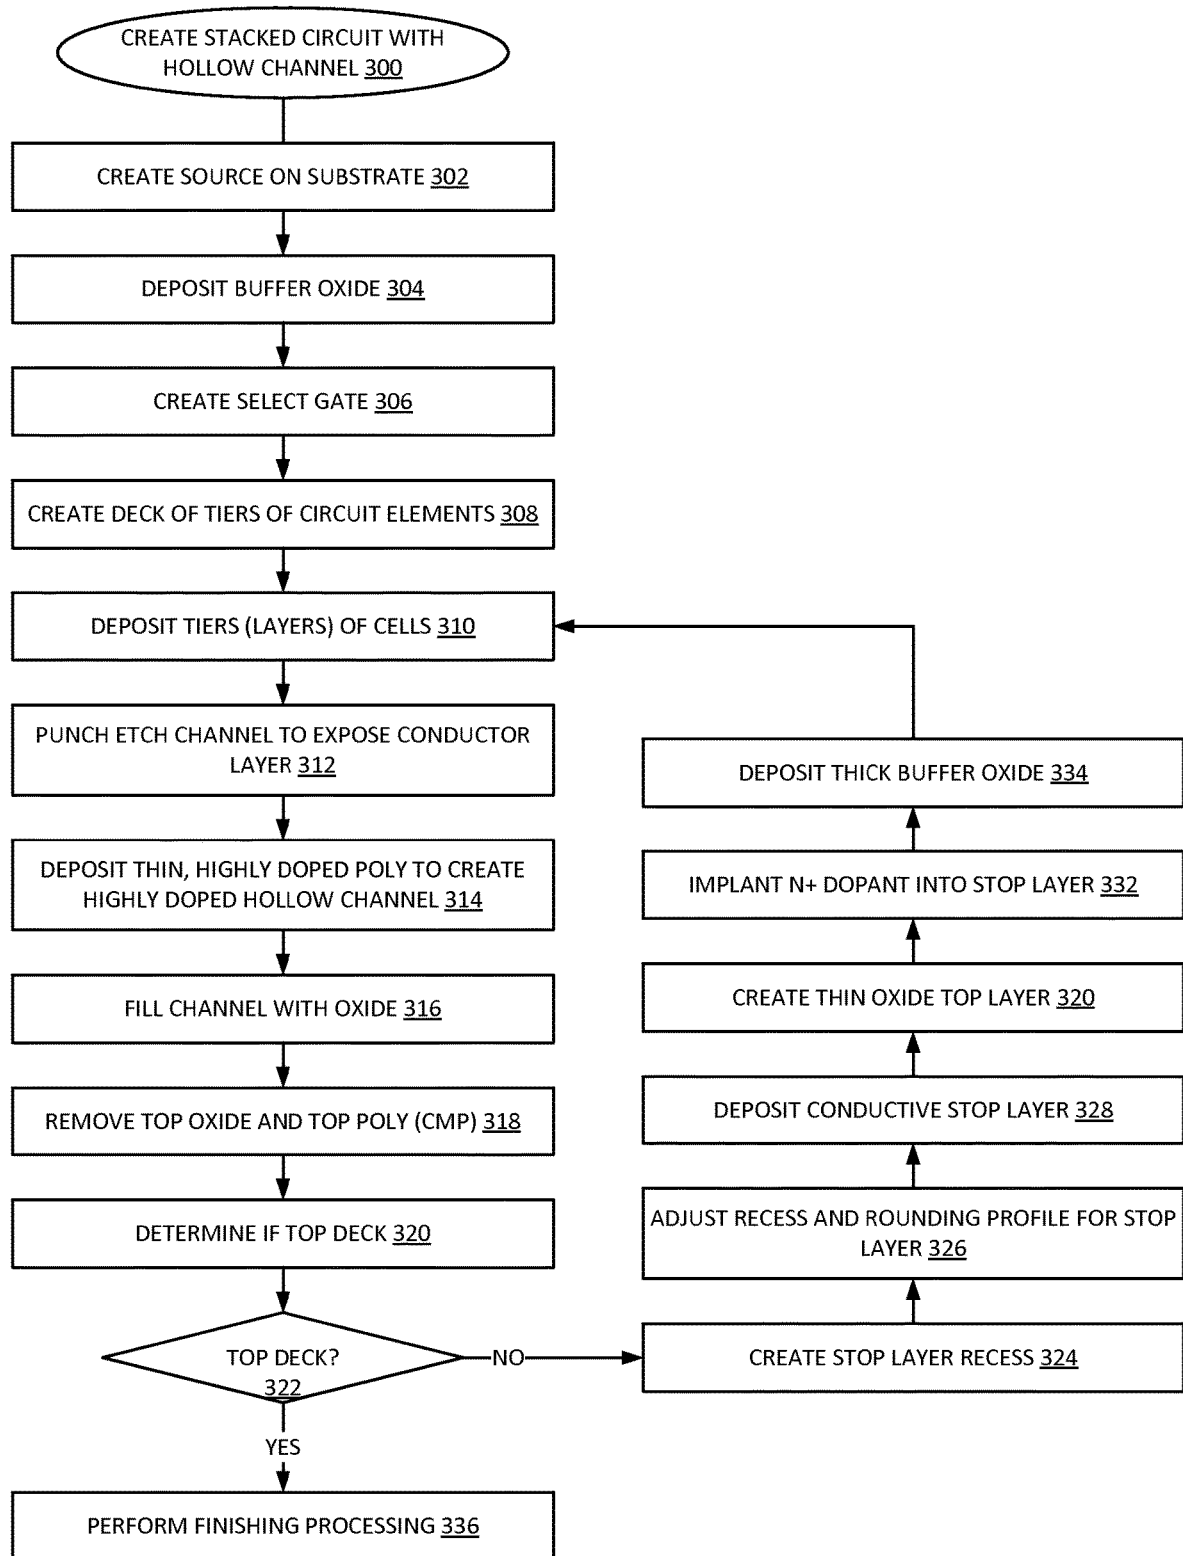 CREATE STACKED CIRCUIT WITH
HOLLOW CHANNEL 300
CREATE SOURCE ON SUBSTRATE 302
DEPOSIT BUFFER OXIDE 304
CREATE SELECT GATE 306
CREATE DECK OF TIERS OF CIRCUIT ELEMENTS 308
DEPOSIT TIERS (LAYERS) OF CELLS 310
PUNCH ETCH CHANNEL TO EXPOSE CONDUCTOR
LAYER 312
DEPOSIT THIN, HIGHLY DOPED POLY TO CREATE
HIGHLY DOPED HOLLOW CHANNEL 314
FILL CHANNEL WITH OXIDE 316
REMOVE TOP OXIDE AND TOP POLY (CMP) 318
DETERMINE IF TOP DECK 320
TOP DECK?
322
NO
YES
PERFORM FINISHING PROCESSING 336
DEPOSIT THICK BUFFER OXIDE 334
IMPLANT N+ DOPANT INTO STOP LAYER 332
CREATE THIN OXIDE TOP LAYER 320
DEPOSIT CONDUCTIVE STOP LAYER 328
ADJUST RECESS AND ROUNDING PROFILE FOR STOP
LAYER 326
CREATE STOP LAYER RECESS 324